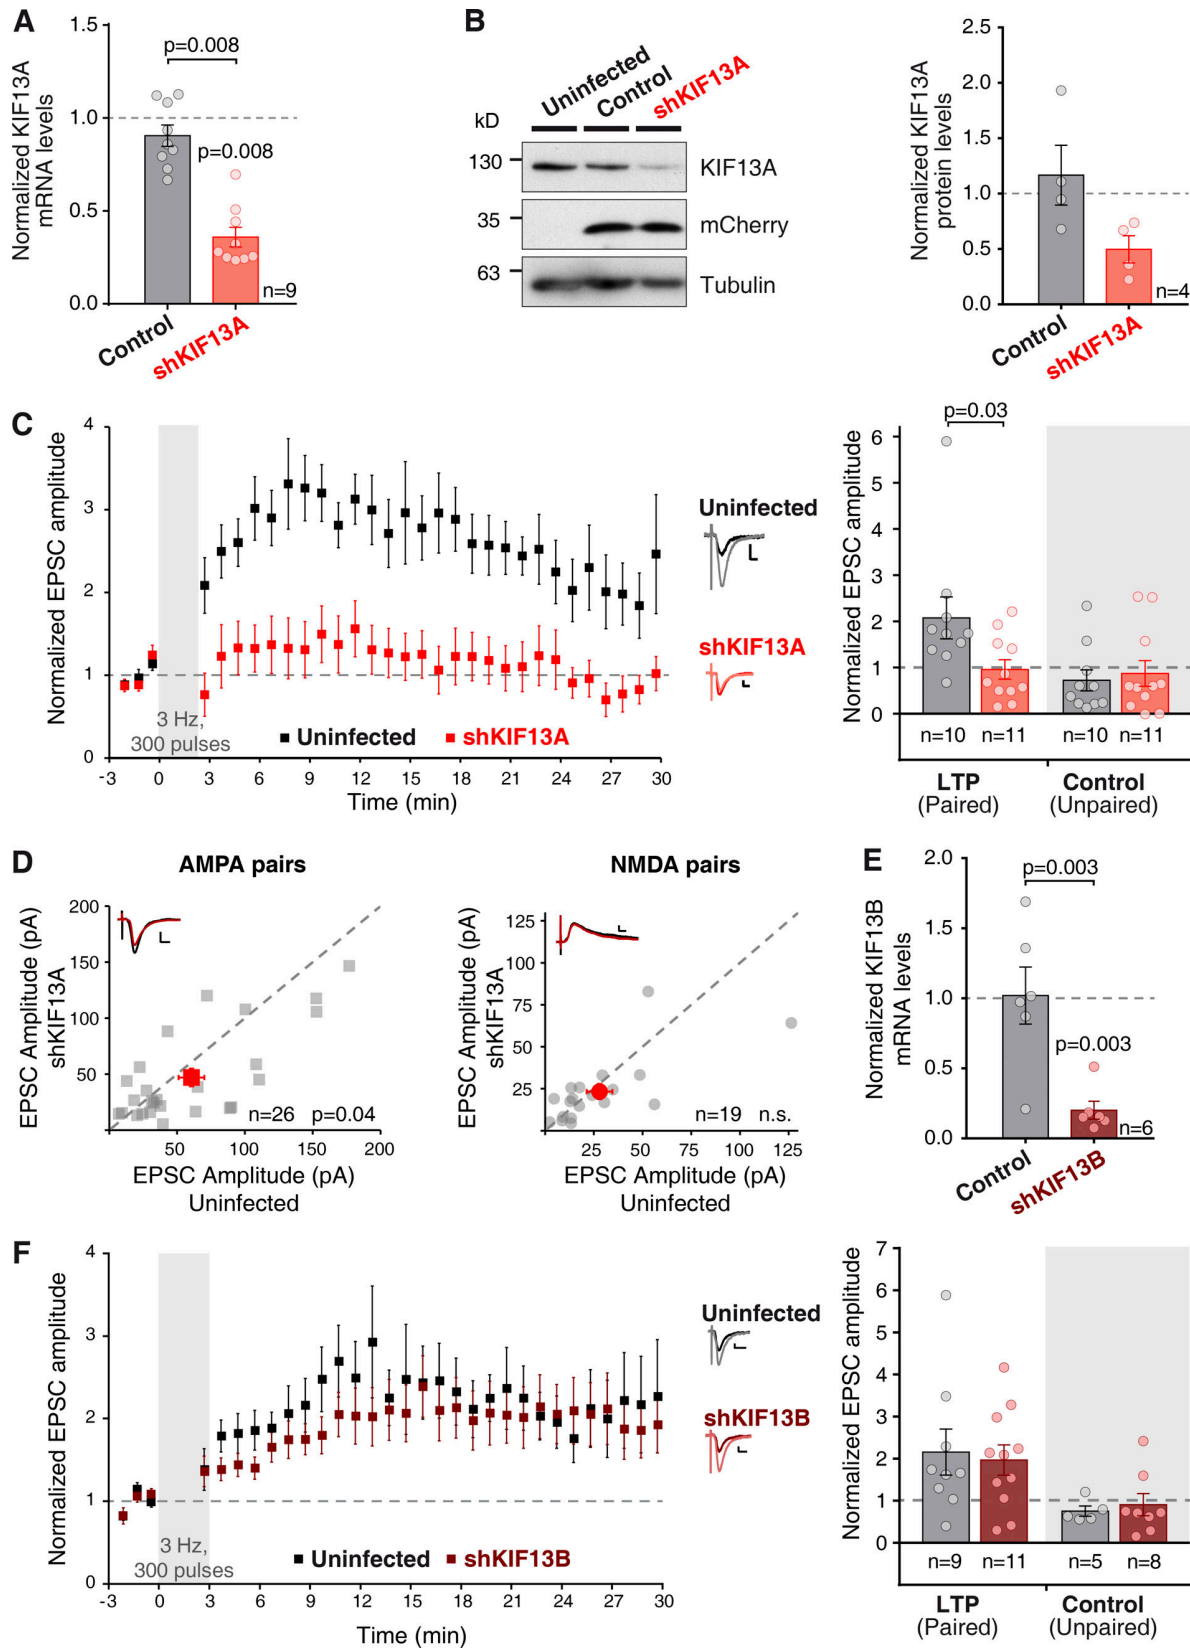 A
Normalized KIF13A
mRNA levels
1.5
1.0
0.5
0.0
p=0.008
p=0.008
n=9
Control
shKIF13A
B
Uninfected
Control
shKIF13A
kD
130
35
63
KIF13A
mCherry
Tubulin
Normalized KIF13A
protein levels
2.5
2.0
1.5
1.0
0.5
0.0
n=4
Control
shKIF13A
C
Normalized EPSC amplitude
4
3
2
1
0
3 Hz,
300 pulses
Uninfected
shKIF13A
-3 0 3 6 9 12 15 18 21 24 27 30
Time (min)
Uninfected
shKIF13A
Normalized EPSC amplitude
6
5
4
3
2
1
0
p=0.03
n=10 n=11 n=10 n=11
LTP
(Paired)
Control
(Unpaired)
D
AMPA pairs
EPSC Amplitude (pA)
shKIF13A
200
150
100
50
n=26 p=0.04
50 100 150 200
EPSC Amplitude (pA)
Uninfected
NMDA pairs
EPSC Amplitude (pA)
shKIF13A
125
100
75
50
25
n=19 n.s.
25 50 75 100 125
EPSC Amplitude (pA)
Uninfected
E
Normalized KIF13B
mRNA levels
2.0
1.5
1.0
0.5
0.0
p=0.003
p=0.003
n=6
Control
shKIF13B
F
Normalized EPSC amplitude
4
3
2
1
0
3 Hz,
300 pulses
Uninfected
shKIF13B
-3 0 3 6 9 12 15 18 21 24 27 30
Time (min)
Uninfected
shKIF13B
Normalized EPSC amplitude
7
6
5
4
3
2
1
0
n=9 n=11 n=5 n=8
LTP
(Paired)
Control
(Unpaired)